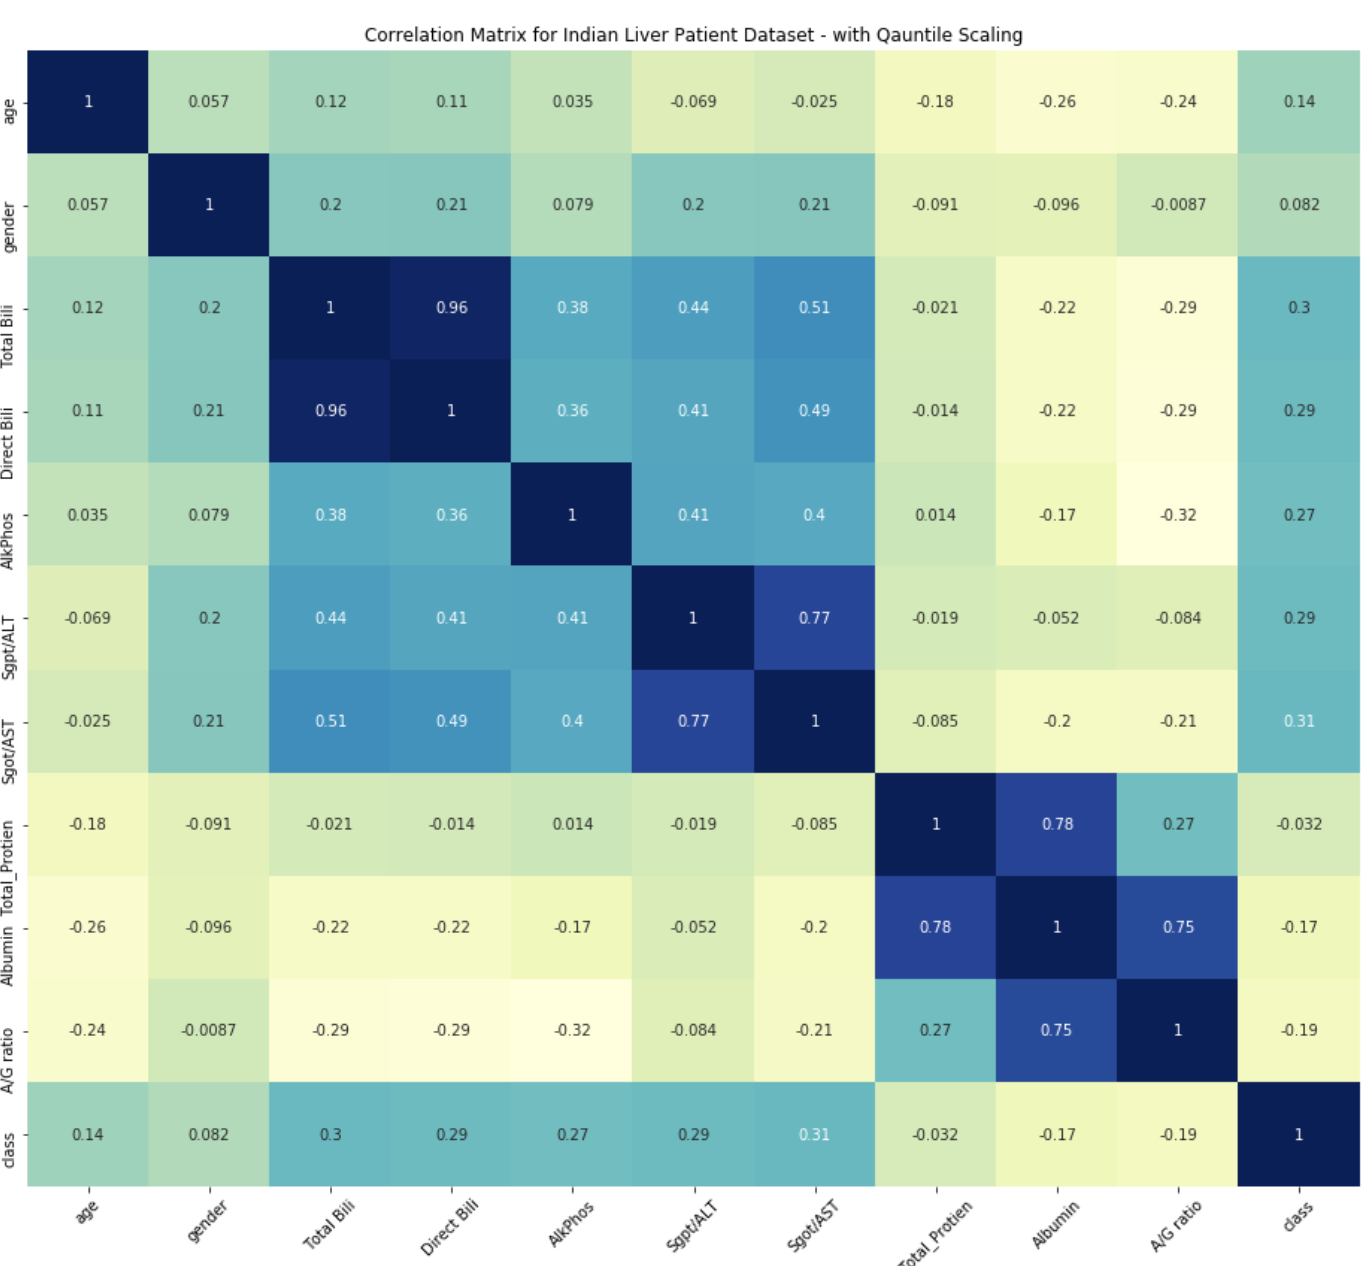 Correlation Matrix for Indian Liver Patient Dataset - with Qauntile Scaling
age 1 0.057 0.12 0.11 0.035 -0.069 -0.025 -0.18 -0.26 -0.24 0.14
gender 0.057 1 0.2 0.21 0.079 0.2 0.21 -0.091 -0.096 -0.0087 0.082
Total Bili 0.12 0.2 1 0.96 0.38 0.44 0.51 -0.021 -0.22 -0.29 0.3
Direct Bili 0.11 0.21 0.96 1 0.36 0.41 0.49 -0.014 -0.22 -0.29 0.29
AlkPhos 0.035 0.079 0.38 0.36 1 0.41 0.4 0.014 -0.17 -0.32 0.27
Sgpt/ALT -0.069 0.2 0.44 0.41 0.41 1 0.77 -0.019 -0.052 -0.084 0.29
Sgot/AST -0.025 0.21 0.51 0.49 0.4 0.77 1 -0.085 -0.2 -0.21 0.31
Total_Protien -0.18 -0.091 -0.021 -0.014 0.014 -0.019 -0.085 1 0.78 0.27 -0.032
Albumin -0.26 -0.096 -0.22 -0.22 -0.17 -0.052 -0.2 0.78 1 0.75 -0.17
A/G ratio -0.24 -0.0087 -0.29 -0.29 -0.32 -0.084 -0.21 0.27 0.75 1 -0.19
class 0.14 0.082 0.3 0.29 0.27 0.29 0.31 -0.032 -0.17 -0.19 1
age gender Total Bili Direct Bili AlkPhos Sgpt/ALT Sgot/AST Total_Protien Albumin A/G ratio class